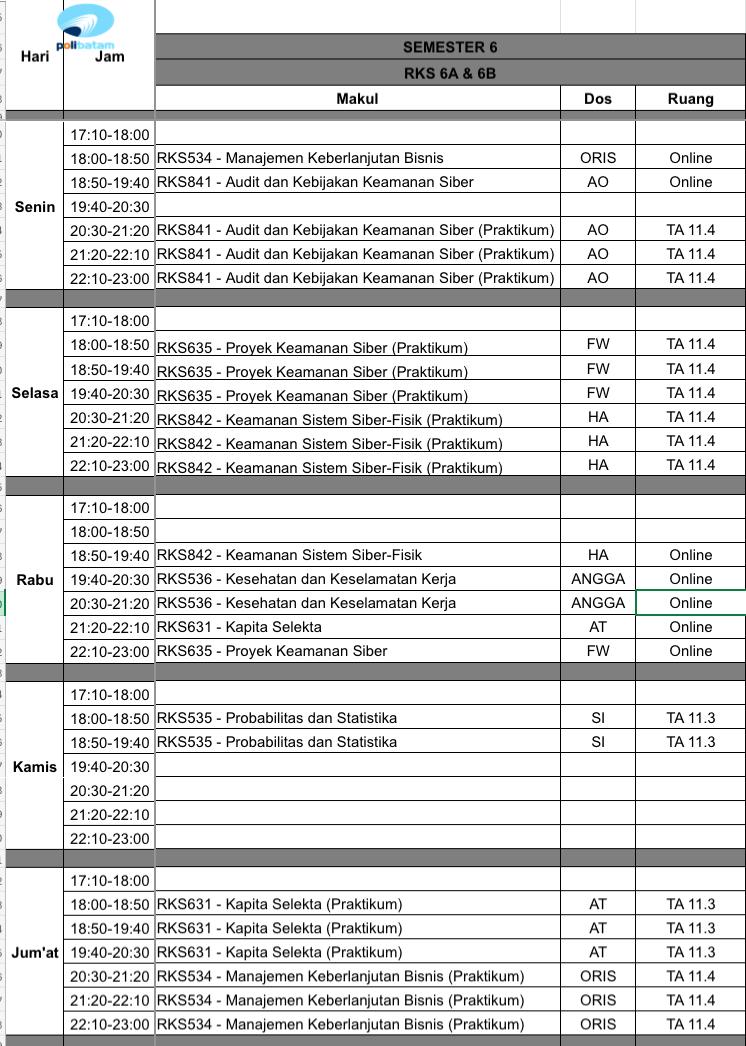 polibatam
Hari Jam
SEMESTER 6
RKS 6A & 6B
Makul Dos Ruang
Senin
17:10-18:00
18:00-18:50 RKS534 - Manajemen Keberlanjutan Bisnis ORIS Online
18:50-19:40 RKS841 - Audit dan Kebijakan Keamanan Siber AO Online
19:40-20:30
20:30-21:20 RKS841 - Audit dan Kebijakan Keamanan Siber (Praktikum) AO TA 11.4
21:20-22:10 RKS841 - Audit dan Kebijakan Keamanan Siber (Praktikum) AO TA 11.4
22:10-23:00 RKS841 - Audit dan Kebijakan Keamanan Siber (Praktikum) AO TA 11.4
Selasa
17:10-18:00
18:00-18:50 RKS635 - Proyek Keamanan Siber (Praktikum) FW TA 11.4
18:50-19:40 RKS635 - Proyek Keamanan Siber (Praktikum) FW TA 11.4
19:40-20:30 RKS635 - Proyek Keamanan Siber (Praktikum) FW TA 11.4
20:30-21:20 RKS842 - Keamanan Sistem Siber-Fisik (Praktikum) HA TA 11.4
21:20-22:10 RKS842 - Keamanan Sistem Siber-Fisik (Praktikum) HA TA 11.4
22:10-23:00 RKS842 - Keamanan Sistem Siber-Fisik (Praktikum) HA TA 11.4
Rabu
17:10-18:00
18:00-18:50
18:50-19:40 RKS842 - Keamanan Sistem Siber-Fisik HA Online
19:40-20:30 RKS536 - Kesehatan dan Keselamatan Kerja ANGGA Online
20:30-21:20 RKS536 - Kesehatan dan Keselamatan Kerja ANGGA Online
21:20-22:10 RKS631 - Kapita Selekta AT Online
22:10-23:00 RKS635 - Proyek Keamanan Siber FW Online
Kamis
17:10-18:00
18:00-18:50 RKS535 - Probabilitas dan Statistika SI TA 11.3
18:50-19:40 RKS535 - Probabilitas dan Statistika SI TA 11.3
19:40-20:30
20:30-21:20
21:20-22:10
22:10-23:00
Jum'at
17:10-18:00
18:00-18:50 RKS631 - Kapita Selekta (Praktikum) AT TA 11.3
18:50-19:40 RKS631 - Kapita Selekta (Praktikum) AT TA 11.3
19:40-20:30 RKS631 - Kapita Selekta (Praktikum) AT TA 11.3
20:30-21:20 RKS534 - Manajemen Keberlanjutan Bisnis (Praktikum) ORIS TA 11.4
21:20-22:10 RKS534 - Manajemen Keberlanjutan Bisnis (Praktikum) ORIS TA 11.4
22:10-23:00 RKS534 - Manajemen Keberlanjutan Bisnis (Praktikum) ORIS TA 11.4